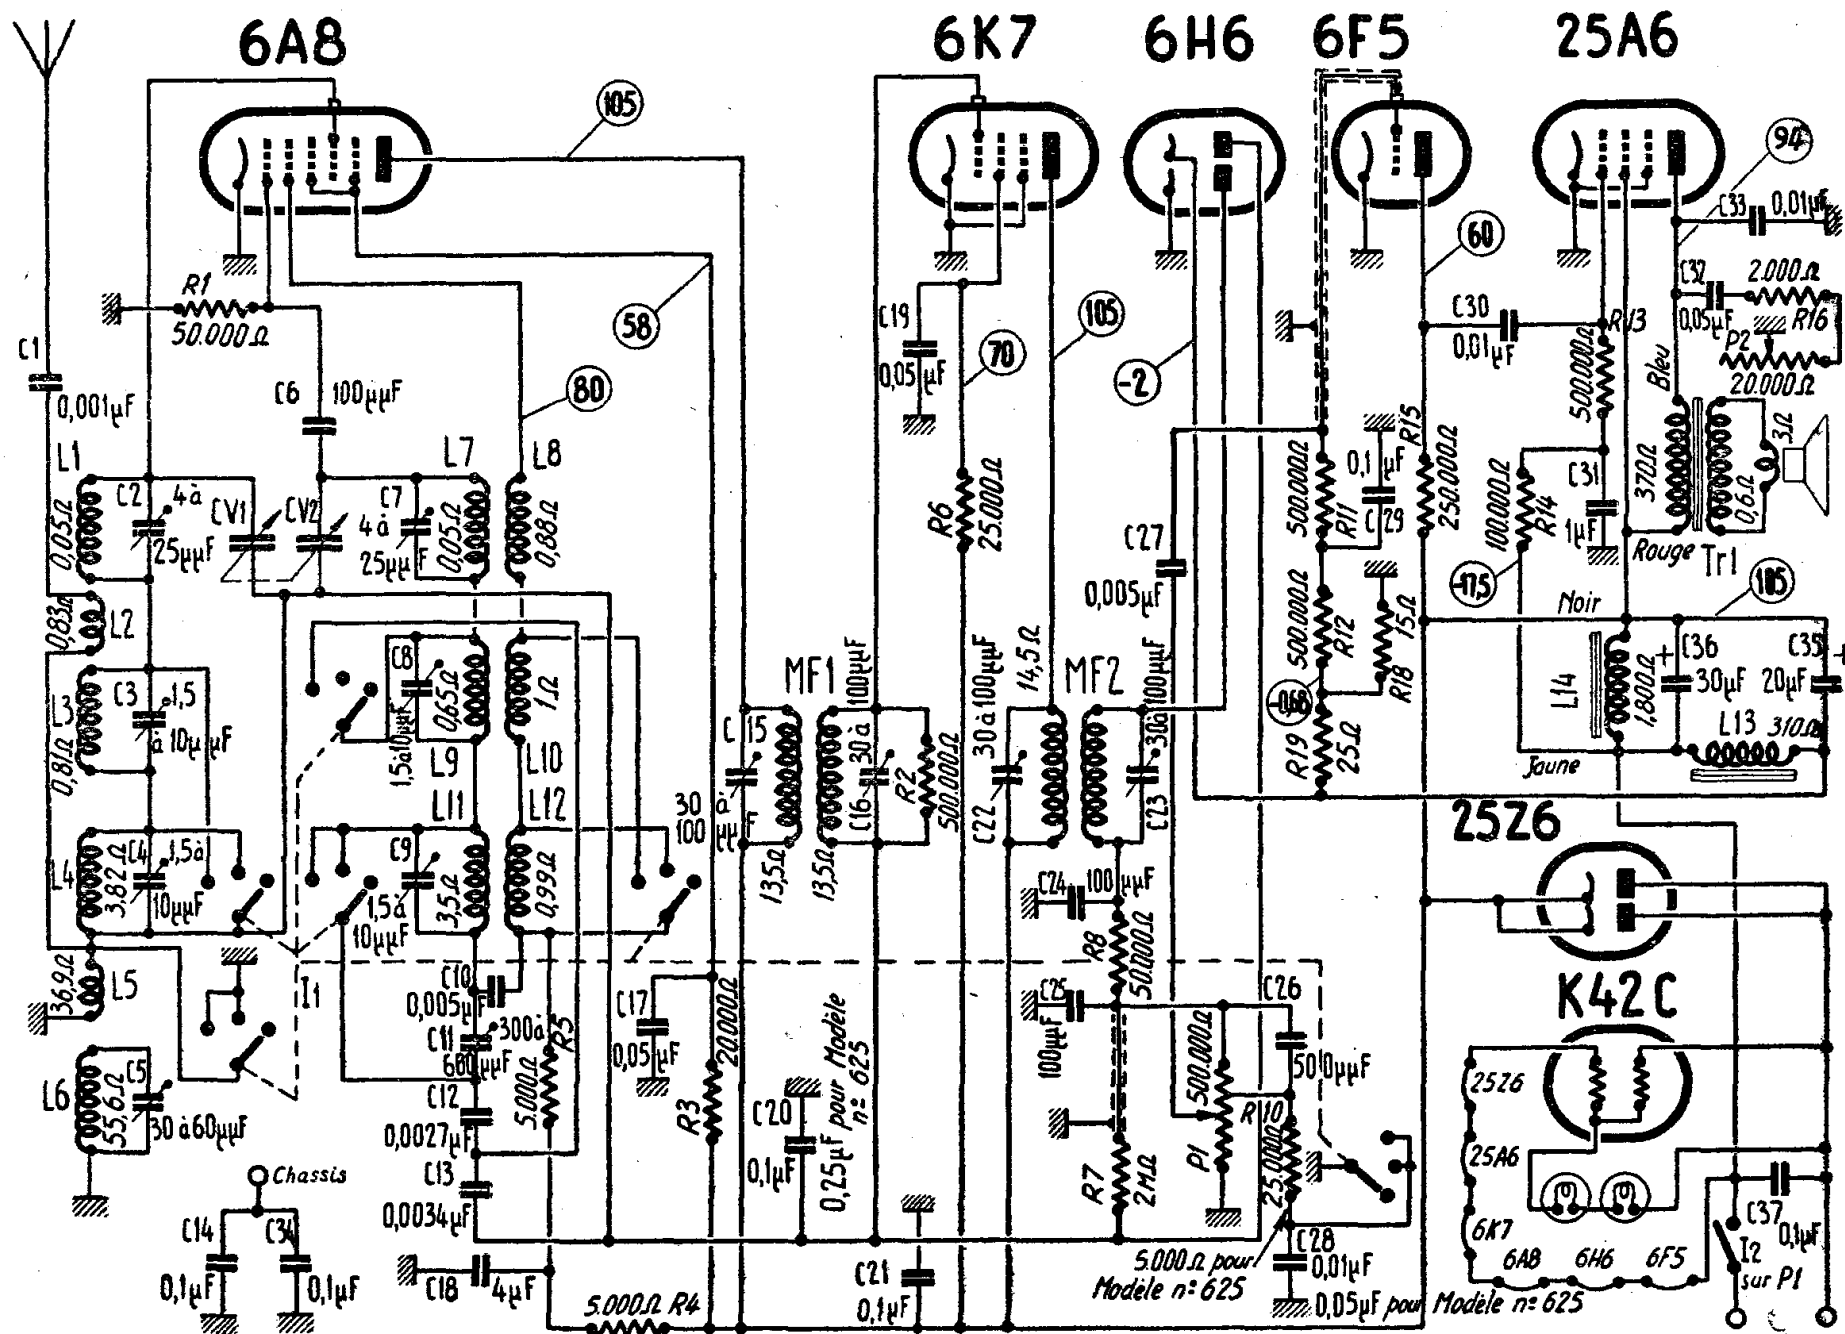 6A8
6K7
6H6
6F5
25A6
105
94
C33
0,01µF
60
R1
50.000Ω
58
C19
0,05µF
105
70
-2
C30
0,01µF
R13
500.000Ω
C32
0,05µF
2.000Ω
R16
P2
20.000Ω
Bleu
C1
0,001µF
C6
100µµF
80
L1
0,05Ω
C2
4 à
25µµF
CV1
CV2
C7
4 à
25µµF
L7
0,05Ω
L8
0,88Ω
R6
25.000Ω
C27
0,005µF
500.000Ω
R11
0,1µF
C29
R15
250.000Ω
100.000Ω
R14
C31
1µF
370Ω
0,6Ω
3Ω
Rouge
Tr1
-17,5
105
Noir
L2
0,83Ω
L3
0,81Ω
C3
1,5
à 10µµF
C8
1,5à10µµF
0,65Ω
L9
1Ω
L10
C15
30 à
100
µµF
MF1
13,5Ω
13,5Ω
C16
30 à
100µµF
R2
500.000Ω
C22
30 à 100µµF
14,5Ω
MF2
C23
30à100µµF
500.000Ω
R12
15Ω
R18
-0,68
R19
25Ω
L14
1.800Ω
C36
+
30µF
C35
+
20µF
L13
310Ω
Jaune
25Z6
L4
3,82Ω
C4
1,5à
10µµF
L11
3,5Ω
C9
1,5à
10µµF
L12
0,99Ω
C24
100µµF
R8
50.000Ω
L5
36,9Ω
I1
C10
0,005µF
C11
300à
600µµF
R5
5.000Ω
C17
0,05µF
20.000Ω
R3
C25
100µµF
C26
500µµF
500.000Ω
P1
R10
25.000Ω
K42C
L6
55,6Ω
C5
30 à 60µµF
C12
0,0027µF
C13
0,0034µF
C20
0,1µF
0,25µF pour Modèle
n° 625
R7
2MΩ
25Z6
25A6
6K7
6A8
6H6
6F5
C37
0,1µF
I2
sur P1
Chassis
C14
0,1µF
C34
0,1µF
C18
4µF
5.000Ω R4
C21
0,1µF
5.000Ω pour
Modèle n° 625
C28
0,01µF
0,05µF pour Modèle n° 625